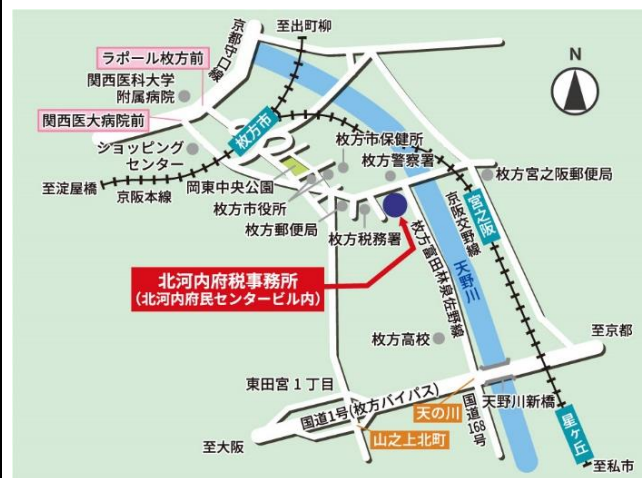 至出町柳
京都守口線
ラポール枚方前
関西医科大学
附属病院
関西医大病院前
N
枚方市
ショッピング
センター
枚方市保健所
枚方警察署
枚方宮之阪郵便局
至淀屋橋
京阪本線
岡東中央公園
枚方市役所
枚方郵便局
枚方税務署
宮之阪
京阪交野線
天野川
枚方富田林泉佐野線
北河内府税事務所
(北河内府民センタービル内)
枚方高校
至京都
東田宮1丁目
国道1号(枚方バイパス)
天の川
国道168号
天野川新橋
星ヶ丘
至大阪
山之上北町
至私市